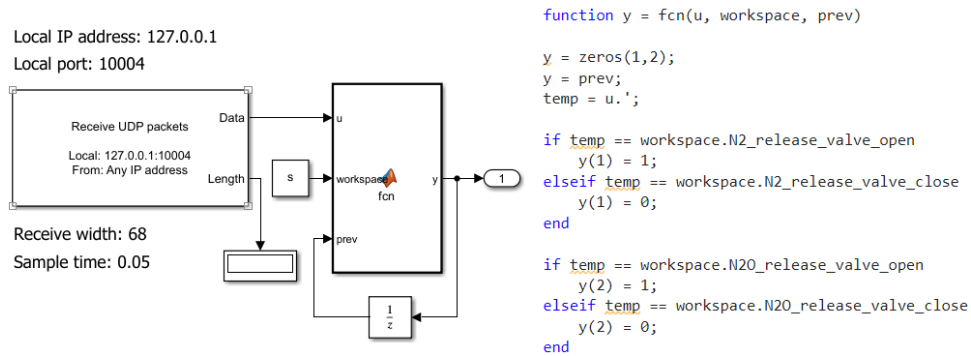 Local IP address: 127.0.0.1
Local port: 10004
Receive UDP packets
Local: 127.0.0.1:10004
From: Any IP address
Data
Length
Receive width: 68
Sample time: 0.05
s
u
workspace
prev
fcn
y
1
1
z
function y = fcn(u, workspace, prev)
y = zeros(1,2);
y = prev;
temp = u.';
if temp == workspace.N2_release_valve_open
y(1) = 1;
elseif temp == workspace.N2_release_valve_close
y(1) = 0;
end
if temp == workspace.N2O_release_valve_open
y(2) = 1;
elseif temp == workspace.N2O_release_valve_close
y(2) = 0;
end